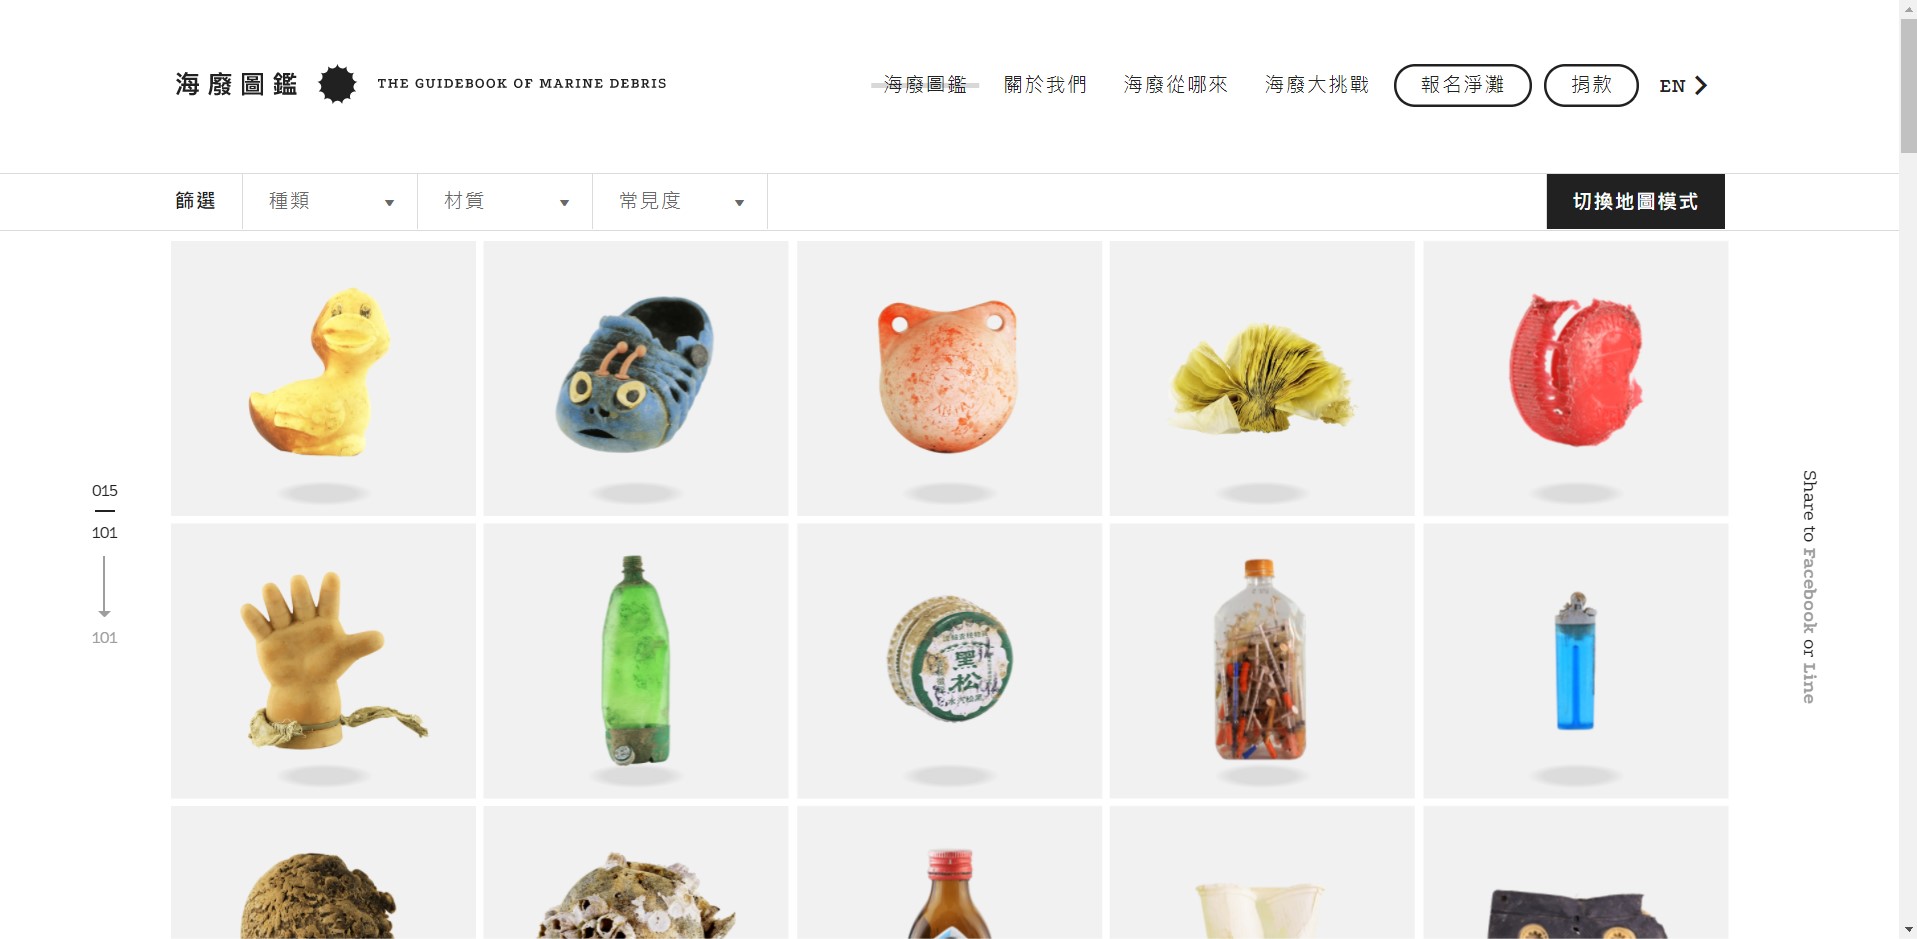 海廢圖鑑
THE GUIDEBOOK OF MARINE DEBRIS
海廢圖鑑
關於我們
海廢從哪來
海廢大挑戰
報名淨灘
捐款
EN
篩選
種類
材質
常見度
切換地圖模式
015
101
101
Share to Facebook or Line
黑松